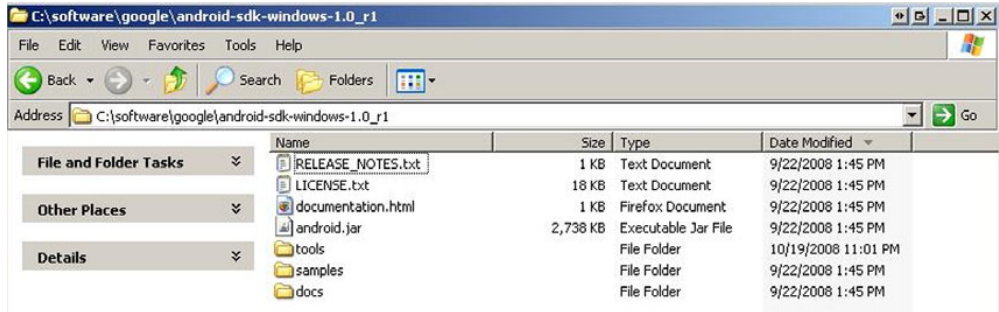 C:\software\google\android-sdk-windows-1.0_r1
File Edit View Favorites Tools Help
Back Search Folders
Address C:\software\google\android-sdk-windows-1.0_r1 Go
Name Size Type Date Modified
File and Folder Tasks
Other Places
Details
RELEASE_NOTES.txt 1 KB Text Document 9/22/2008 1:45 PM
LICENSE.txt 18 KB Text Document 9/22/2008 1:45 PM
documentation.html 1 KB Firefox Document 9/22/2008 1:45 PM
android.jar 2,738 KB Executable Jar File 9/22/2008 1:45 PM
tools File Folder 10/19/2008 11:01 PM
samples File Folder 9/22/2008 1:45 PM
docs File Folder 9/22/2008 1:45 PM